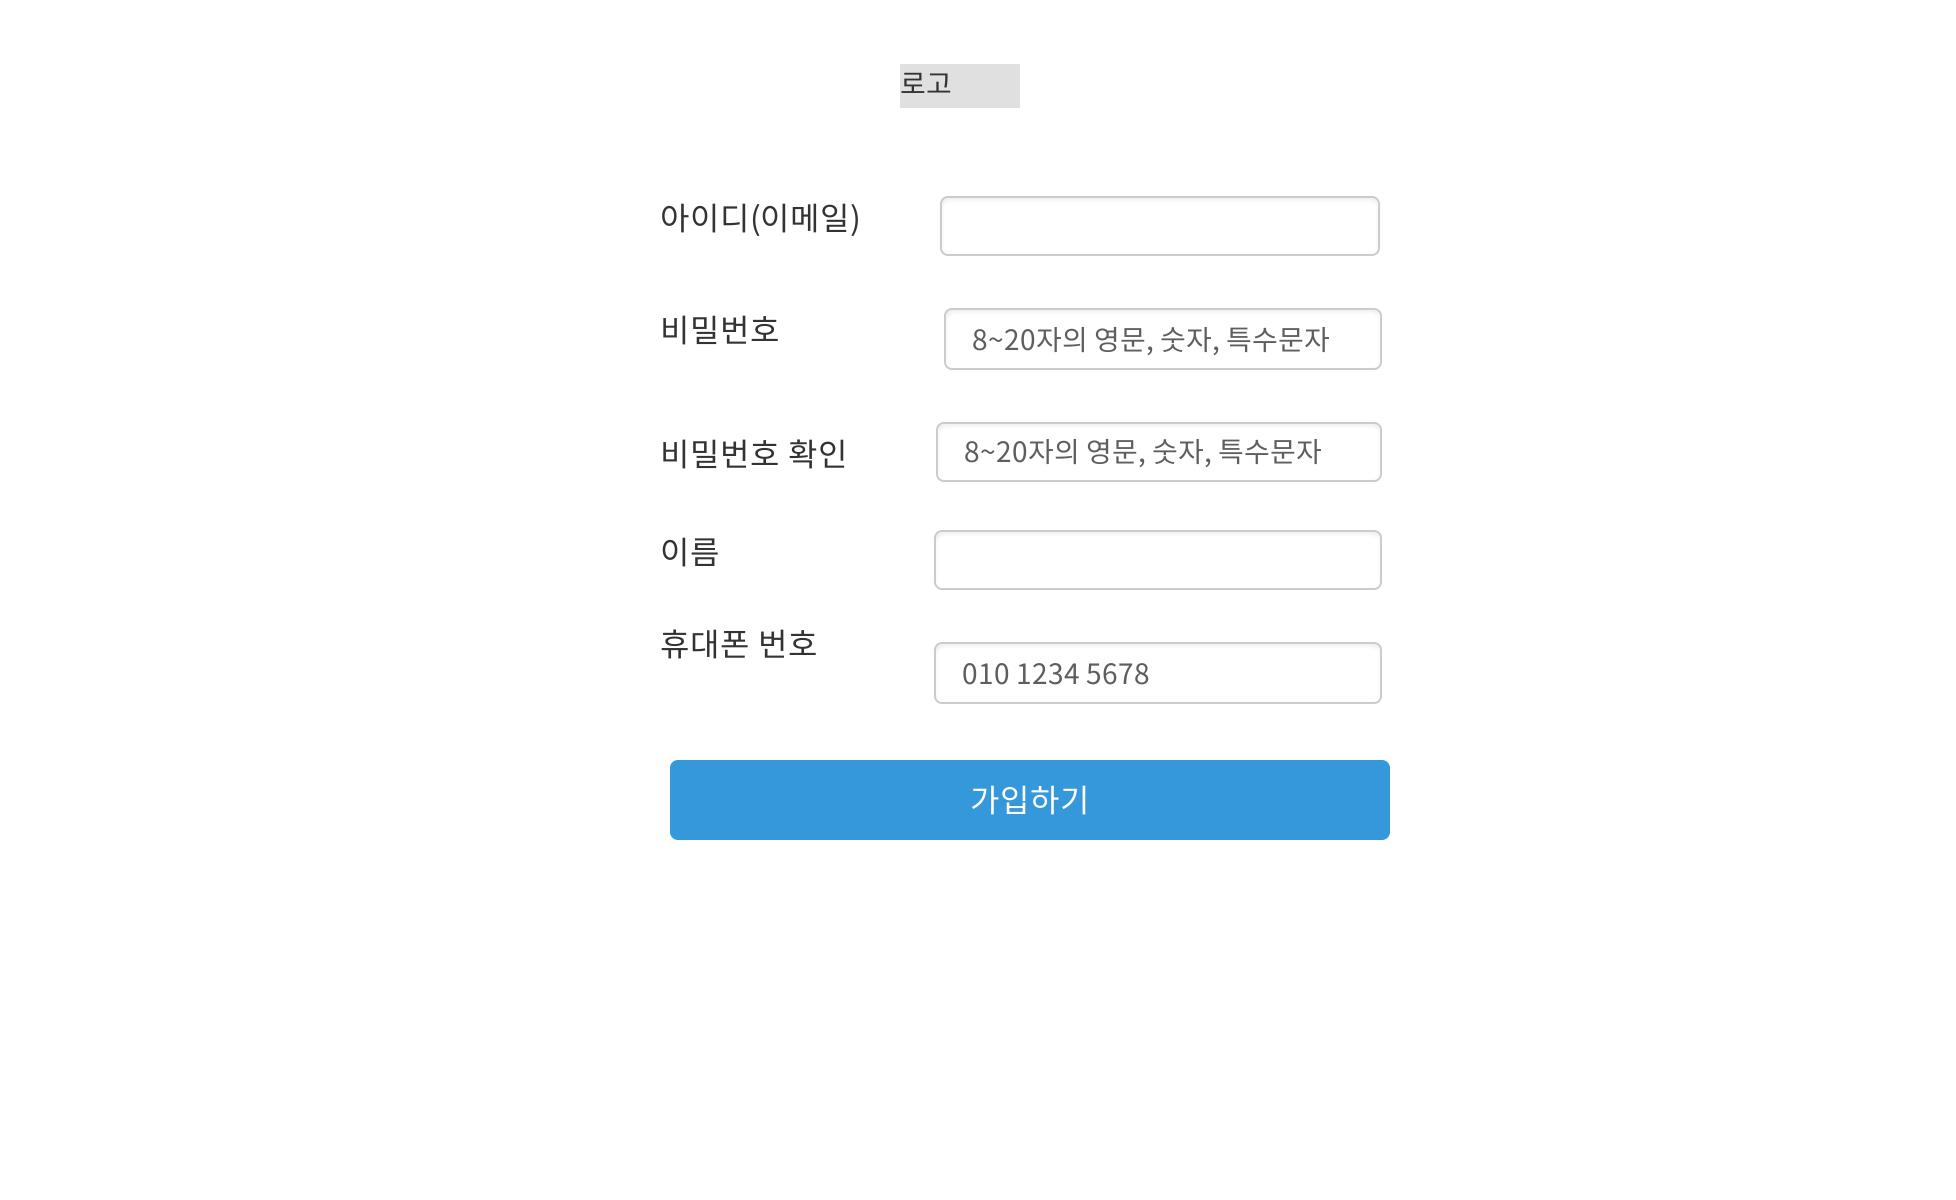 로고
아이디(이메일)
비밀번호
8~20자의 영문, 숫자, 특수문자
비밀번호 확인
8~20자의 영문, 숫자, 특수문자
이름
휴대폰 번호
010 1234 5678
가입하기